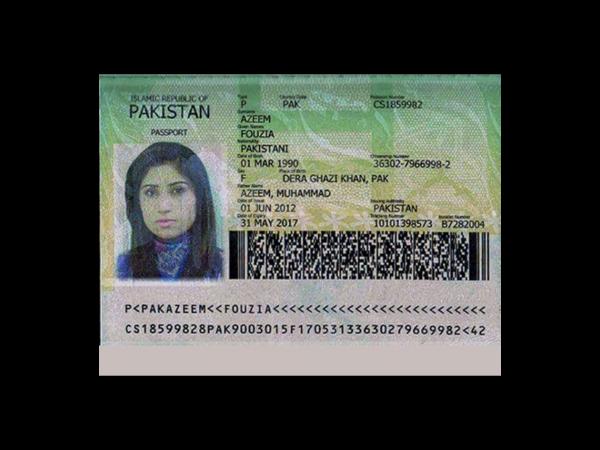 ISLAMIC REPUBLIC OF
PAKISTAN
PASSPORT
Type Country Code Passport Number
P PAK CS1859982
Surname
AZEEM
Given Names
FOUZIA
Nationality
PAKISTANI
Date of Birth Citizenship Number
01 MAR 1990 36302-7966998-2
Sex Place of Birth
F DERA GHAZI KHAN, PAK
Father Name
AZEEM, MUHAMMAD
Date of Issue Issuing Authority
01 JUN 2012 PAKISTAN
Date of Expiry Tracking Number Booklet Number
31 MAY 2017 10101398573 B7282004
P<PAKAZEEM<<FOUZIA<<<<<<<<<<<<<<<<<<<<<<<<<<
CS18599828PAK9003015F17053133630279669982<42